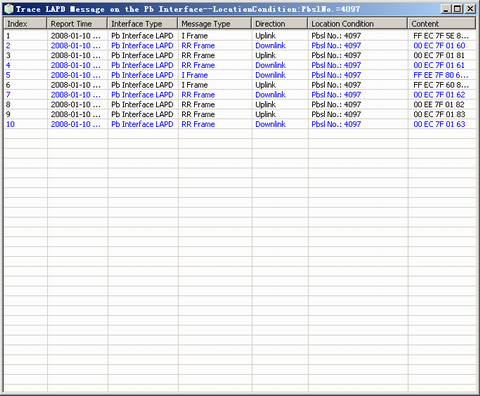 Trace LAPD Message on the Pb Interface--LocationCondition:PbslNo.=4097
Index Report Time Interface Type Message Type Direction Location Condition Content
1 2008-01-10 ... Pb Interface LAPD I Frame Uplink Pbsl No.: 4097 FF EC 7F 5E 8...
2 2008-01-10 ... Pb Interface LAPD RR Frame Downlink Pbsl No.: 4097 00 EC 7F 01 60
3 2008-01-10 ... Pb Interface LAPD RR Frame Uplink Pbsl No.: 4097 00 EC 7F 01 81
4 2008-01-10 ... Pb Interface LAPD RR Frame Downlink Pbsl No.: 4097 00 EC 7F 01 61
5 2008-01-10 ... Pb Interface LAPD I Frame Downlink Pbsl No.: 4097 FF EE 7F 80 6...
6 2008-01-10 ... Pb Interface LAPD I Frame Uplink Pbsl No.: 4097 FF EC 7F 60 8...
7 2008-01-10 ... Pb Interface LAPD RR Frame Downlink Pbsl No.: 4097 00 EC 7F 01 62
8 2008-01-10 ... Pb Interface LAPD RR Frame Uplink Pbsl No.: 4097 00 EE 7F 01 82
9 2008-01-10 ... Pb Interface LAPD RR Frame Uplink Pbsl No.: 4097 00 EC 7F 01 83
10 2008-01-10 ... Pb Interface LAPD RR Frame Downlink Pbsl No.: 4097 00 EC 7F 01 63